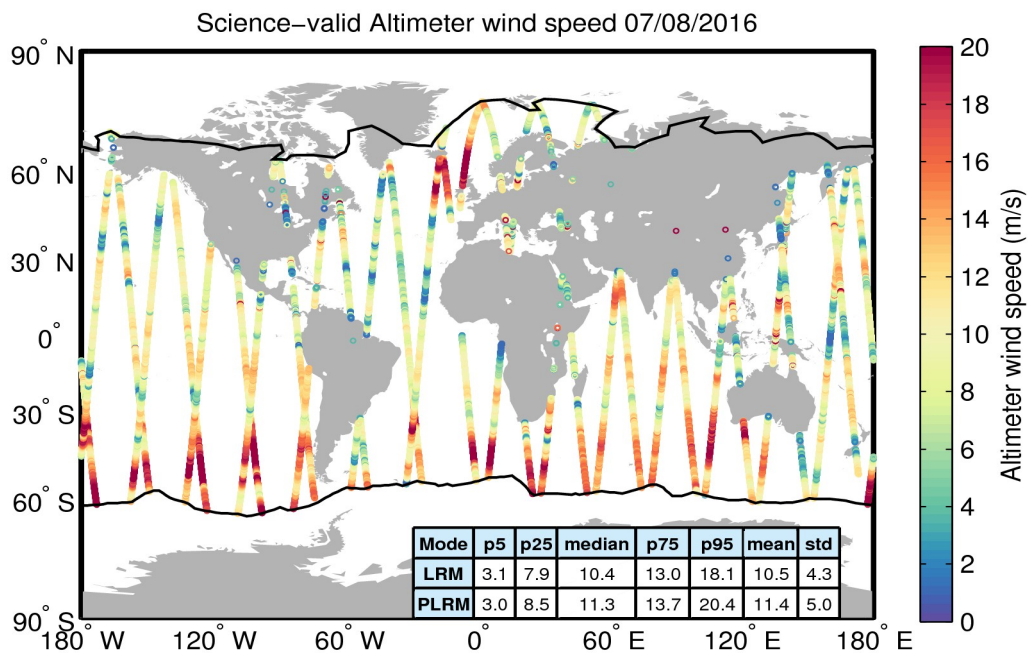 Science−valid Altimeter wind speed 07/08/2016
90° N
60° N
30° N
0°
30° S
60° S
90° S
180° W
120° W
60° W
0°
60° E
120° E
180° E
Mode p5 p25 median p75 p95 mean std
LRM 3.1 7.9 10.4 13.0 18.1 10.5 4.3
PLRM 3.0 8.5 11.3 13.7 20.4 11.4 5.0
20
18
16
14
12
10
8
6
4
2
0
Altimeter wind speed (m/s)